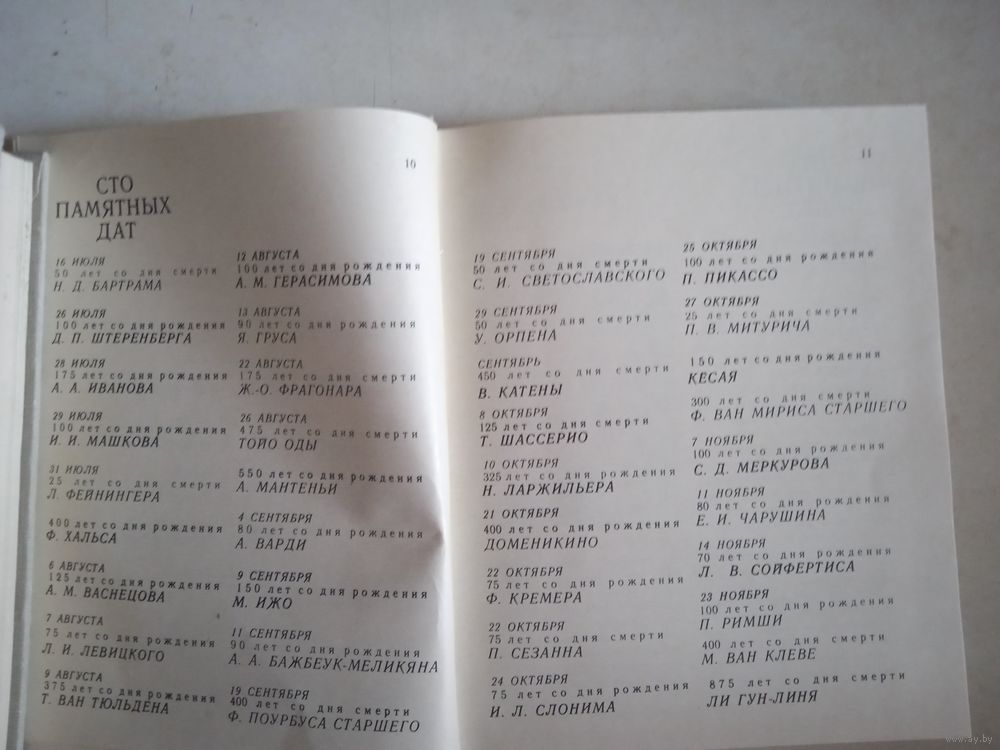 10
СТО
ПАМЯТНЫХ
ДАТ
16 ИЮЛЯ
50 лет со дня смерти
Н. Д. БАРТРАМА
26 ИЮЛЯ
100 лет со дня рождения
Д. П. ШТЕРЕНБЕРГА
28 ИЮЛЯ
175 лет со дня рождения
А. А. ИВАНОВА
29 ИЮЛЯ
100 лет со дня рождения
И. И. МАШКОВА
31 ИЮЛЯ
25 лет со дня смерти
Л. ФЕЙНИНГЕРА
400 лет со дня рождения
Ф. ХАЛЬСА
6 АВГУСТА
125 лет со дня рождения
А. М. ВАСНЕЦОВА
7 АВГУСТА
75 лет со дня рождения
Л. И. ЛЕВИЦКОГО
9 АВГУСТА
375 лет со дня рождения
Т. ВАН ТЮЛЬДЕНА
12 АВГУСТА
100 лет со дня рождения
А. М. ГЕРАСИМОВА
13 АВГУСТА
90 лет со дня рождения
Я. ГРУСА
22 АВГУСТА
175 лет со дня смерти
Ж.-О. ФРАГОНАРА
26 АВГУСТА
475 лет со дня смерти
ТОЙО ОДЫ
550 лет со дня рождения
А. МАНТЕНЬИ
4 СЕНТЯБРЯ
80 лет со дня рождения
А. ВАРДИ
9 СЕНТЯБРЯ
150 лет со дня рождения
М. ИЖО
11 СЕНТЯБРЯ
90 лет со дня рождения
А. А. БАЖБЕУК-МЕЛИКЯНА
19 СЕНТЯБРЯ
400 лет со дня смерти
Ф. ПОУРБУСА СТАРШЕГО
11
19 СЕНТЯБРЯ
50 лет со дня смерти
С. И. СВЕТОСЛАВСКОГО
29 СЕНТЯБРЯ
50 лет со дня смерти
У. ОРПЕНА
СЕНТЯБРЬ
450 лет со дня смерти
В. КАТЕНЫ
8 ОКТЯБРЯ
125 лет со дня смерти
Т. ШАССЕРИО
10 ОКТЯБРЯ
325 лет со дня рождения
Н. ЛАРЖИЛЬЕРА
21 ОКТЯБРЯ
400 лет со дня рождения
ДОМЕНИКИНО
22 ОКТЯБРЯ
75 лет со дня рождения
Ф. КРЕМЕРА
22 ОКТЯБРЯ
75 лет со дня смерти
П. СЕЗАННА
24 ОКТЯБРЯ
75 лет со дня рождения
И. Л. СЛОНИМА
25 ОКТЯБРЯ
100 лет со дня рождения
П. ПИКАССО
27 ОКТЯБРЯ
25 лет со дня смерти
П. В. МИТУРИЧА
150 лет со дня рождения
КЕСАЯ
300 лет со дня смерти
Ф. ВАН МИРИСА СТАРШЕГО
7 НОЯБРЯ
100 лет со дня рождения
С. Д. МЕРКУРОВА
11 НОЯБРЯ
80 лет со дня рождения
Е. И. ЧАРУШИНА
14 НОЯБРЯ
70 лет со дня рождения
Л. В. СОЙФЕРТИСА
23 НОЯБРЯ
100 лет со дня рождения
П. РИМШИ
400 лет со дня смерти
М. ВАН КЛЕВЕ
875 лет со дня смерти
ЛИ ГУН-ЛИНЯ
www.ay.by